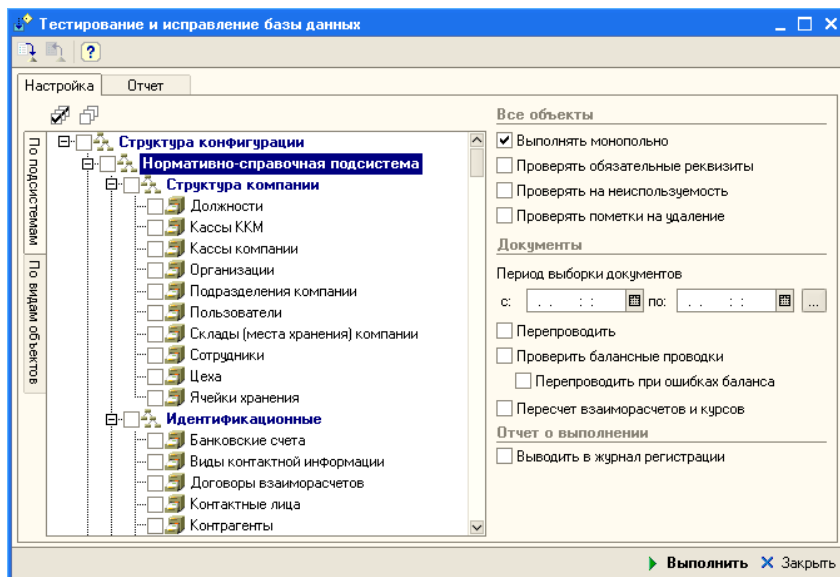 Тестирование и исправление базы данных
Настройка
Отчет
По подсистемам
По видам объектов
Структура конфигурации
Нормативно-справочная подсистема
Структура компании
Должности
Кассы ККМ
Кассы компании
Организации
Подразделения компании
Пользователи
Склады (места хранения) компании
Сотрудники
Цеха
Ячейки хранения
Идентификационные
Банковские счета
Виды контактной информации
Договоры взаиморасчетов
Контактные лица
Контрагенты
Все объекты
Выполнять монопольно
Проверять обязательные реквизиты
Проверять на неиспользуемость
Проверять пометки на удаление
Документы
Период выборки документов
с: . . : : по: . . : : ...
Перепроводить
Проверить балансные проводки
Перепроводить при ошибках баланса
Пересчет взаиморасчетов и курсов
Отчет о выполнении
Выводить в журнал регистрации
Выполнить Закрыть